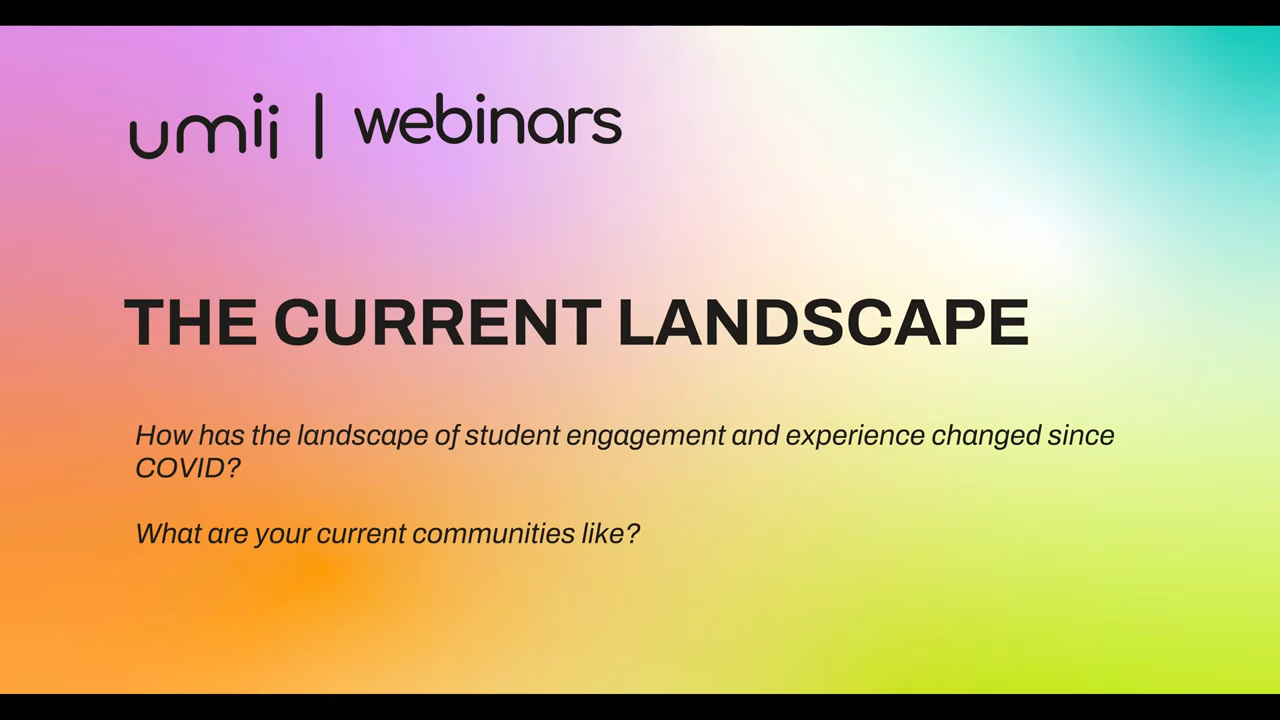 umii | webinars
THE CURRENT LANDSCAPE
How has the landscape of student engagement and experience changed since
COVID?
What are your current communities like?